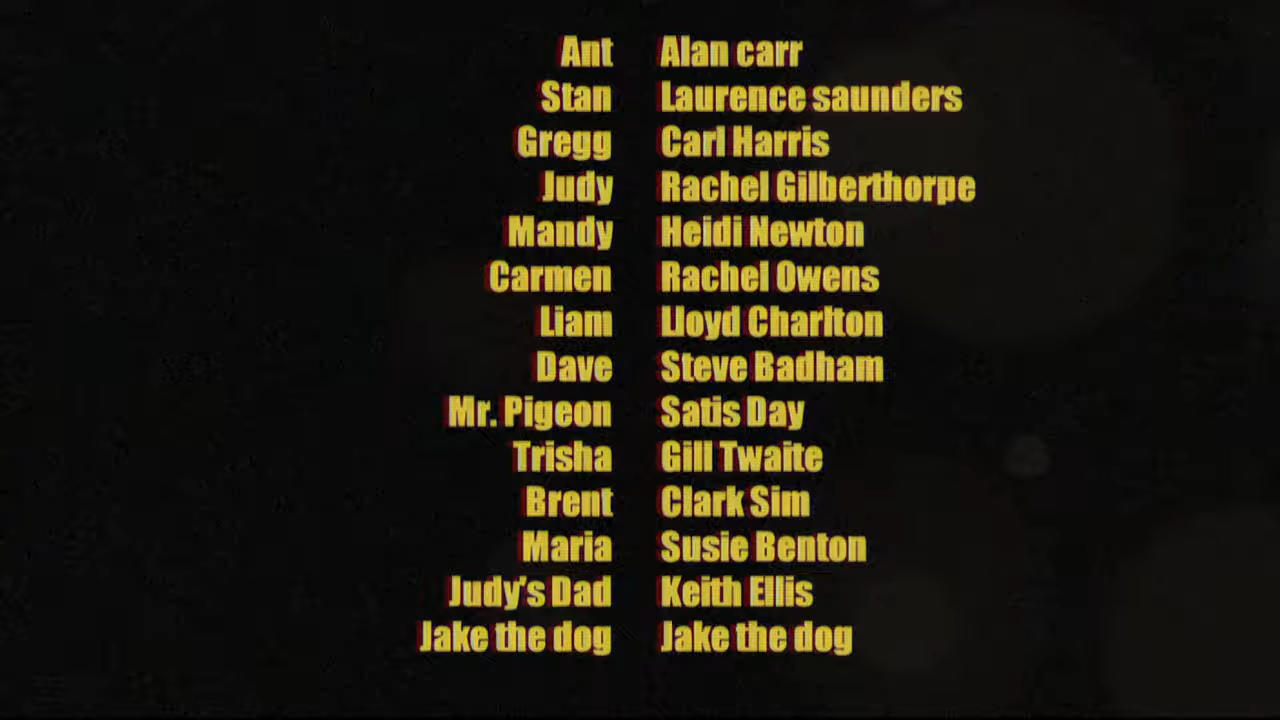 Ant Alan carr
Stan Laurence saunders
Gregg Carl Harris
Judy Rachel Gilberthorpe
Mandy Heidi Newton
Carmen Rachel Owens
Liam Lloyd Charlton
Dave Steve Badham
Mr. Pigeon Satis Day
Trisha Gill Twaite
Brent Clark Sim
Maria Susie Benton
Judy's Dad Keith Ellis
Jake the dog Jake the dog